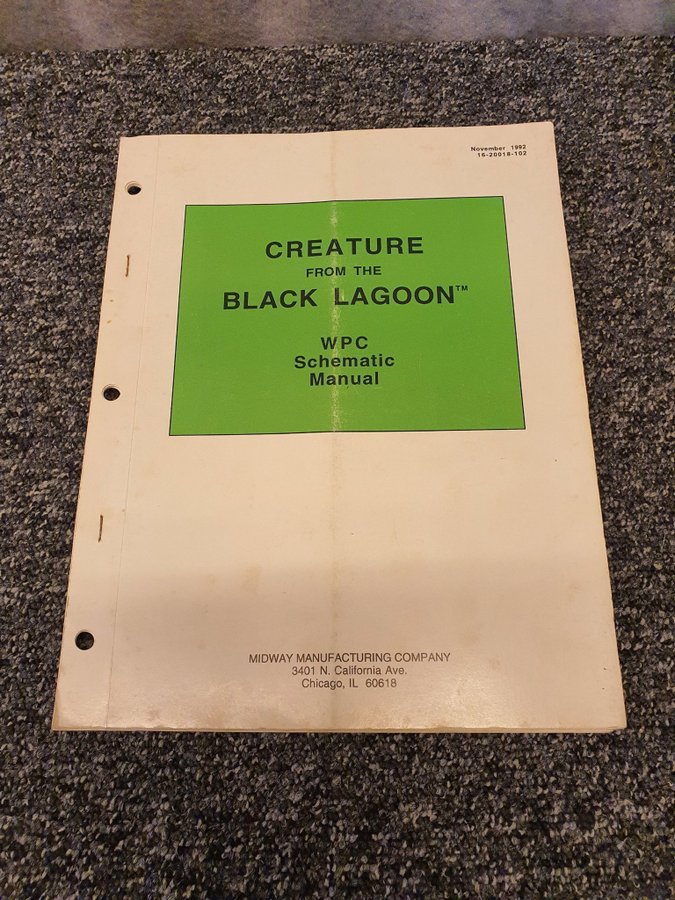 November 1992
16-20018-102
CREATURE
FROM THE
BLACK LAGOON™
WPC
Schematic
Manual
MIDWAY MANUFACTURING COMPANY
3401 N. California Ave.
Chicago, IL 60618